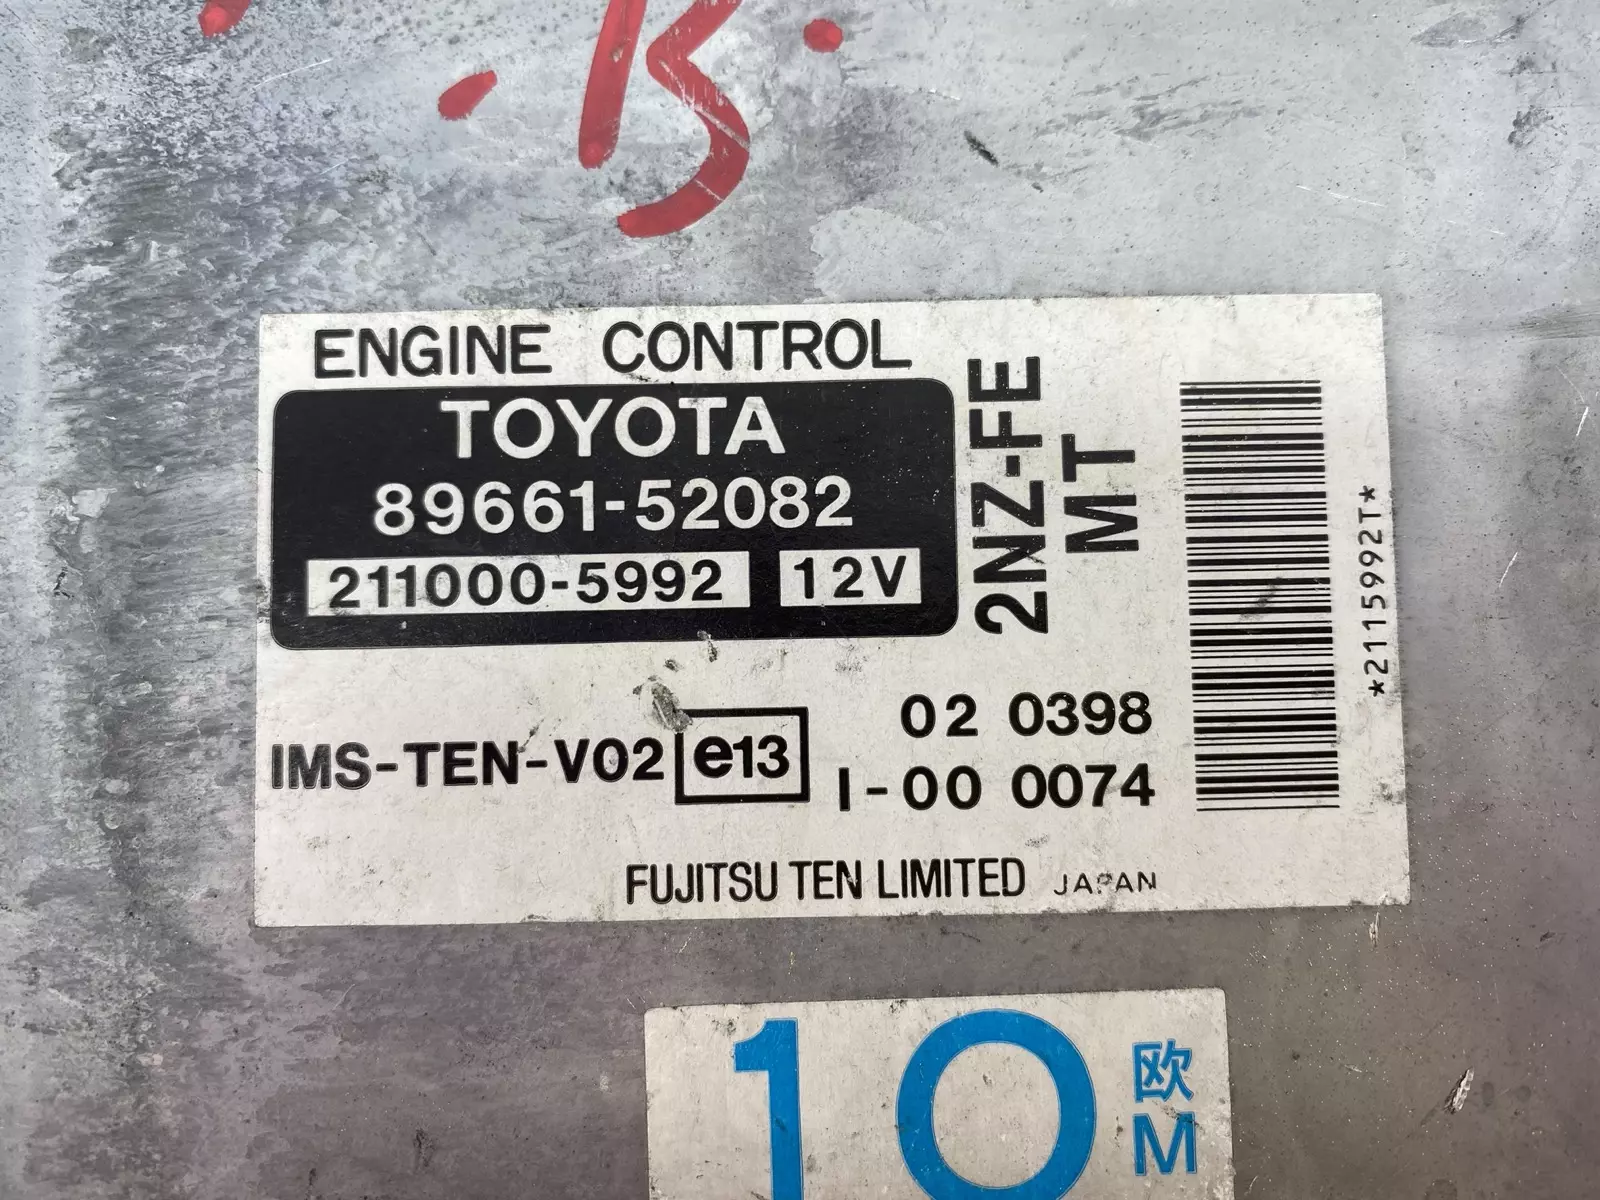 ENGINE CONTROL
TOYOTA
89661-52082
211000-5992 12V
2NZ-FE
MT
*2115992T*
IMS-TEN-V02 e13
02 0398
I-00 0074
FUJITSU TEN LIMITED JAPAN
10 欧M